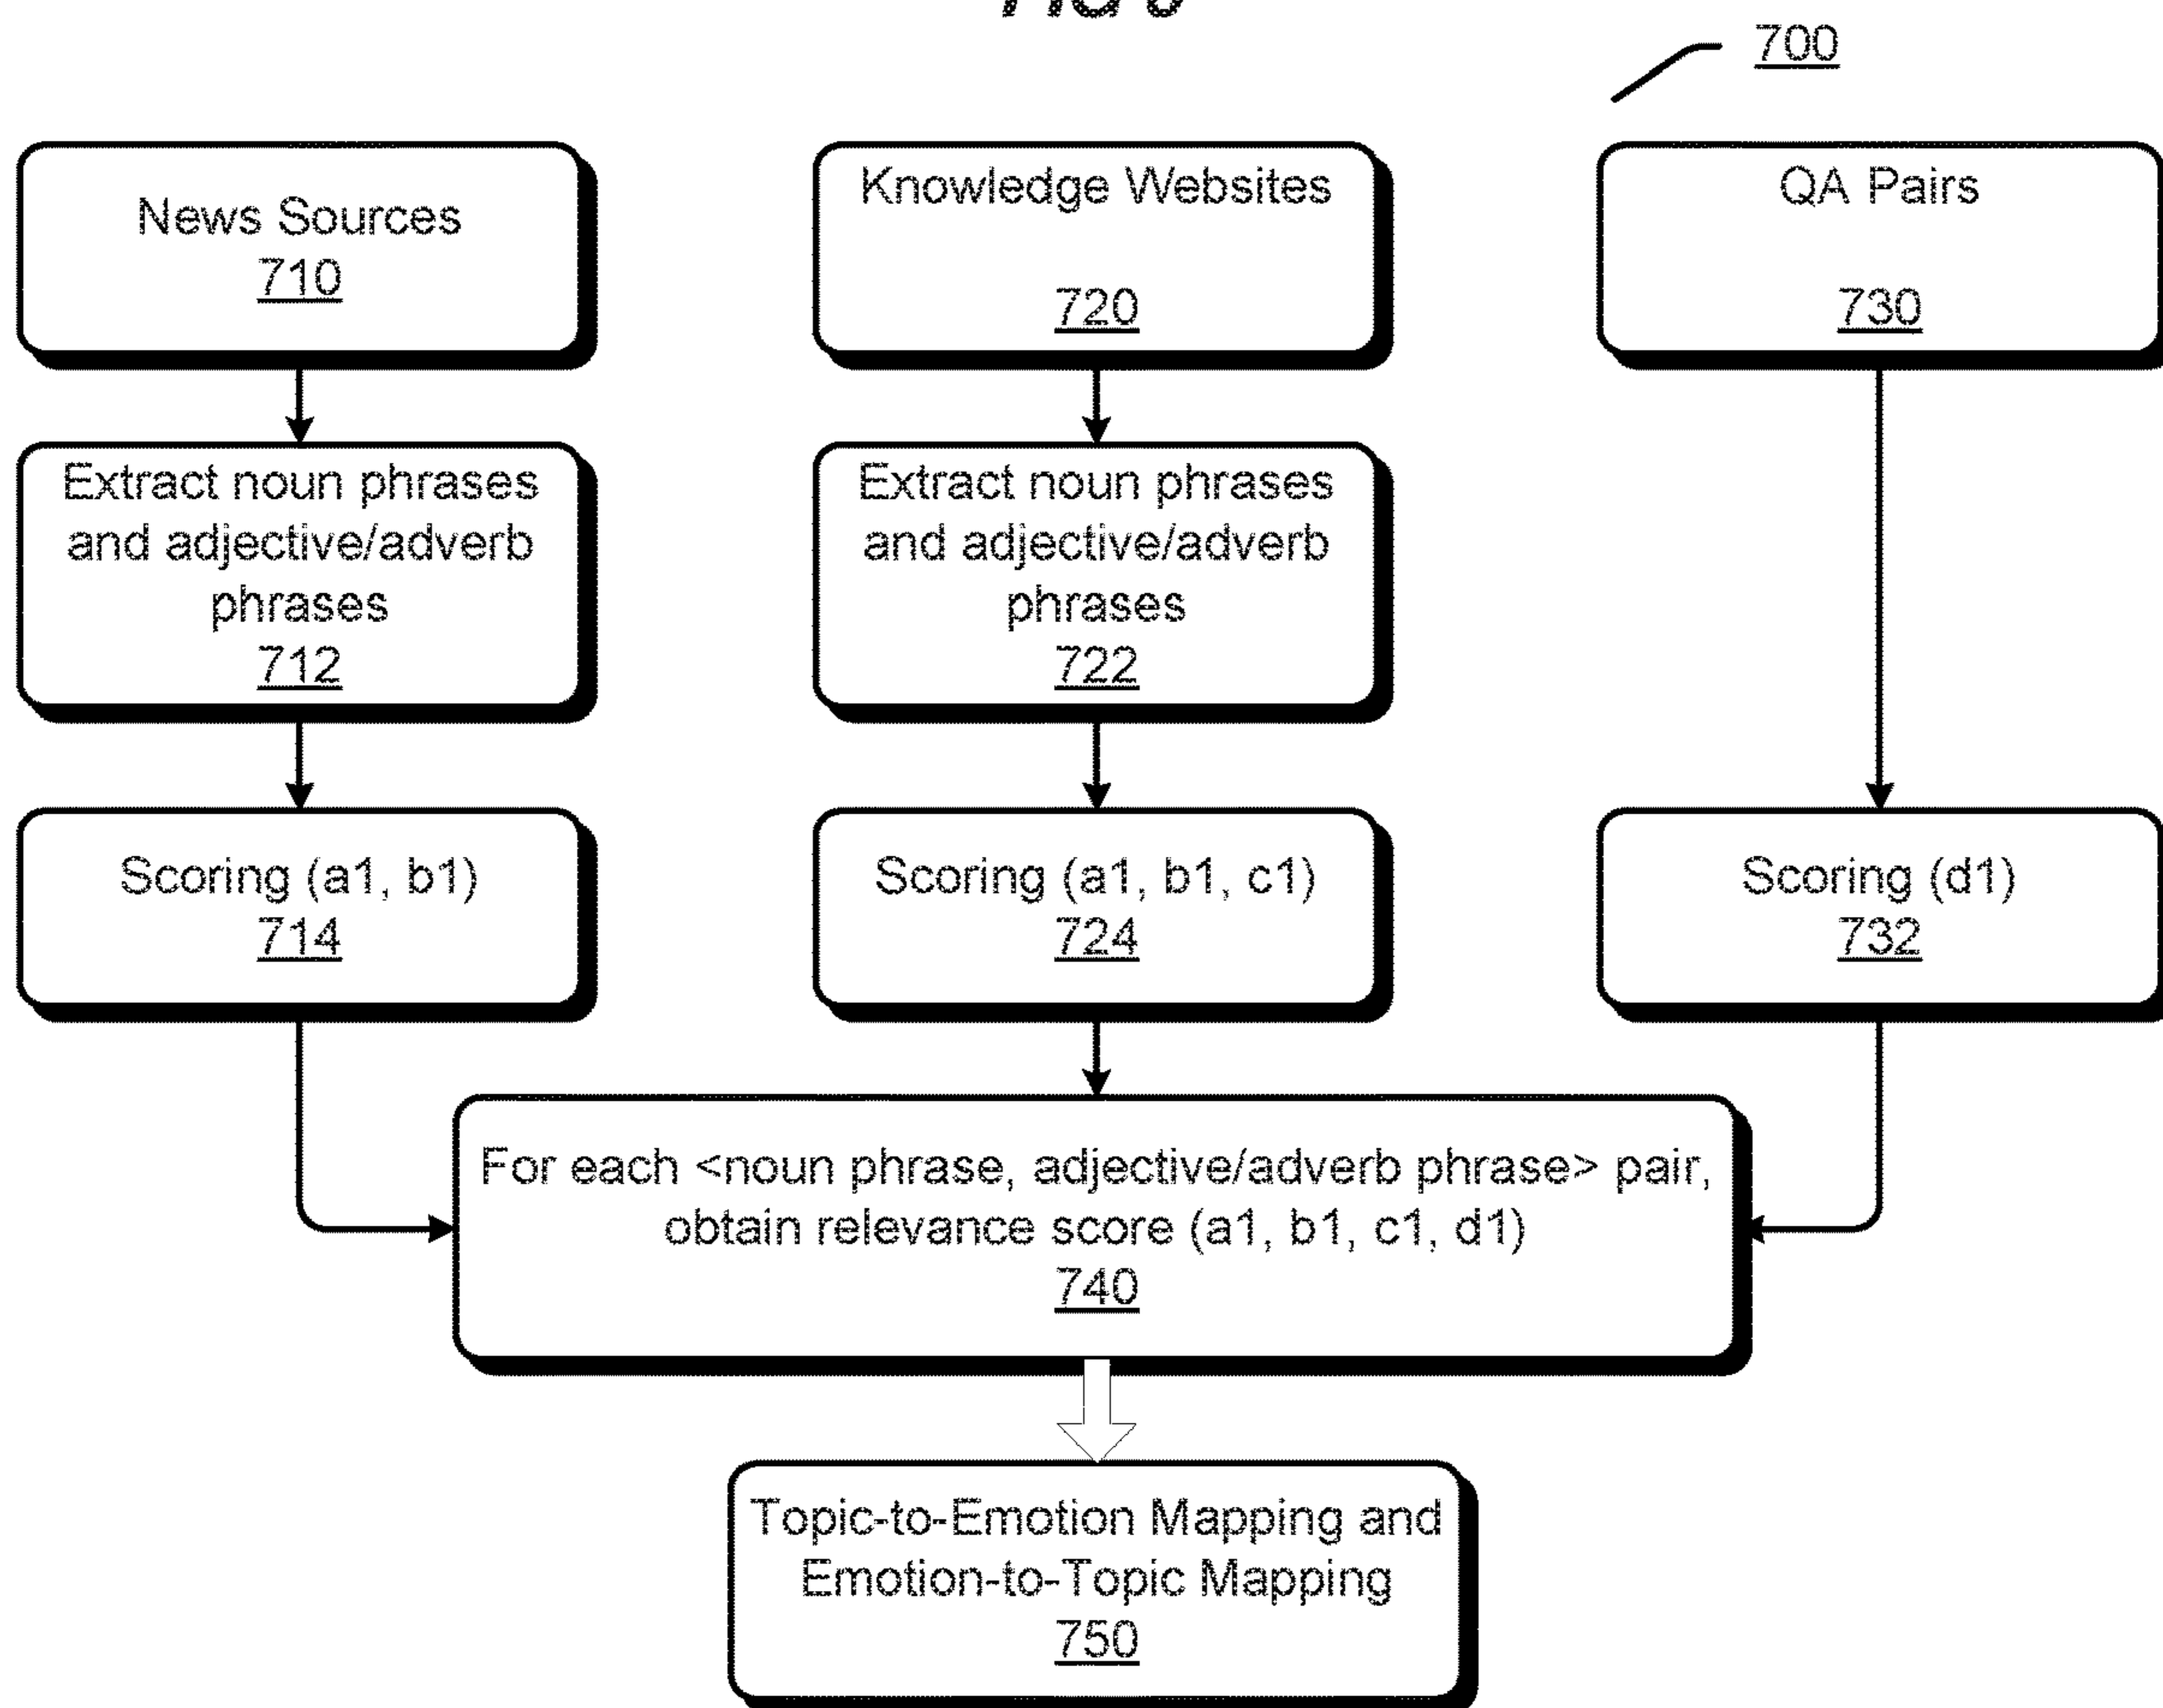 700
News Sources
710
Knowledge Websites
720
QA Pairs
730
Extract noun phrases
and adjective/adverb
phrases
712
Extract noun phrases
and adjective/adverb
phrases
722
Scoring (a1, b1)
714
Scoring (a1, b1, c1)
724
Scoring (d1)
732
For each <noun phrase, adjective/adverb phrase> pair,
obtain relevance score (a1, b1, c1, d1)
740
Topic-to-Emotion Mapping and
Emotion-to-Topic Mapping
750